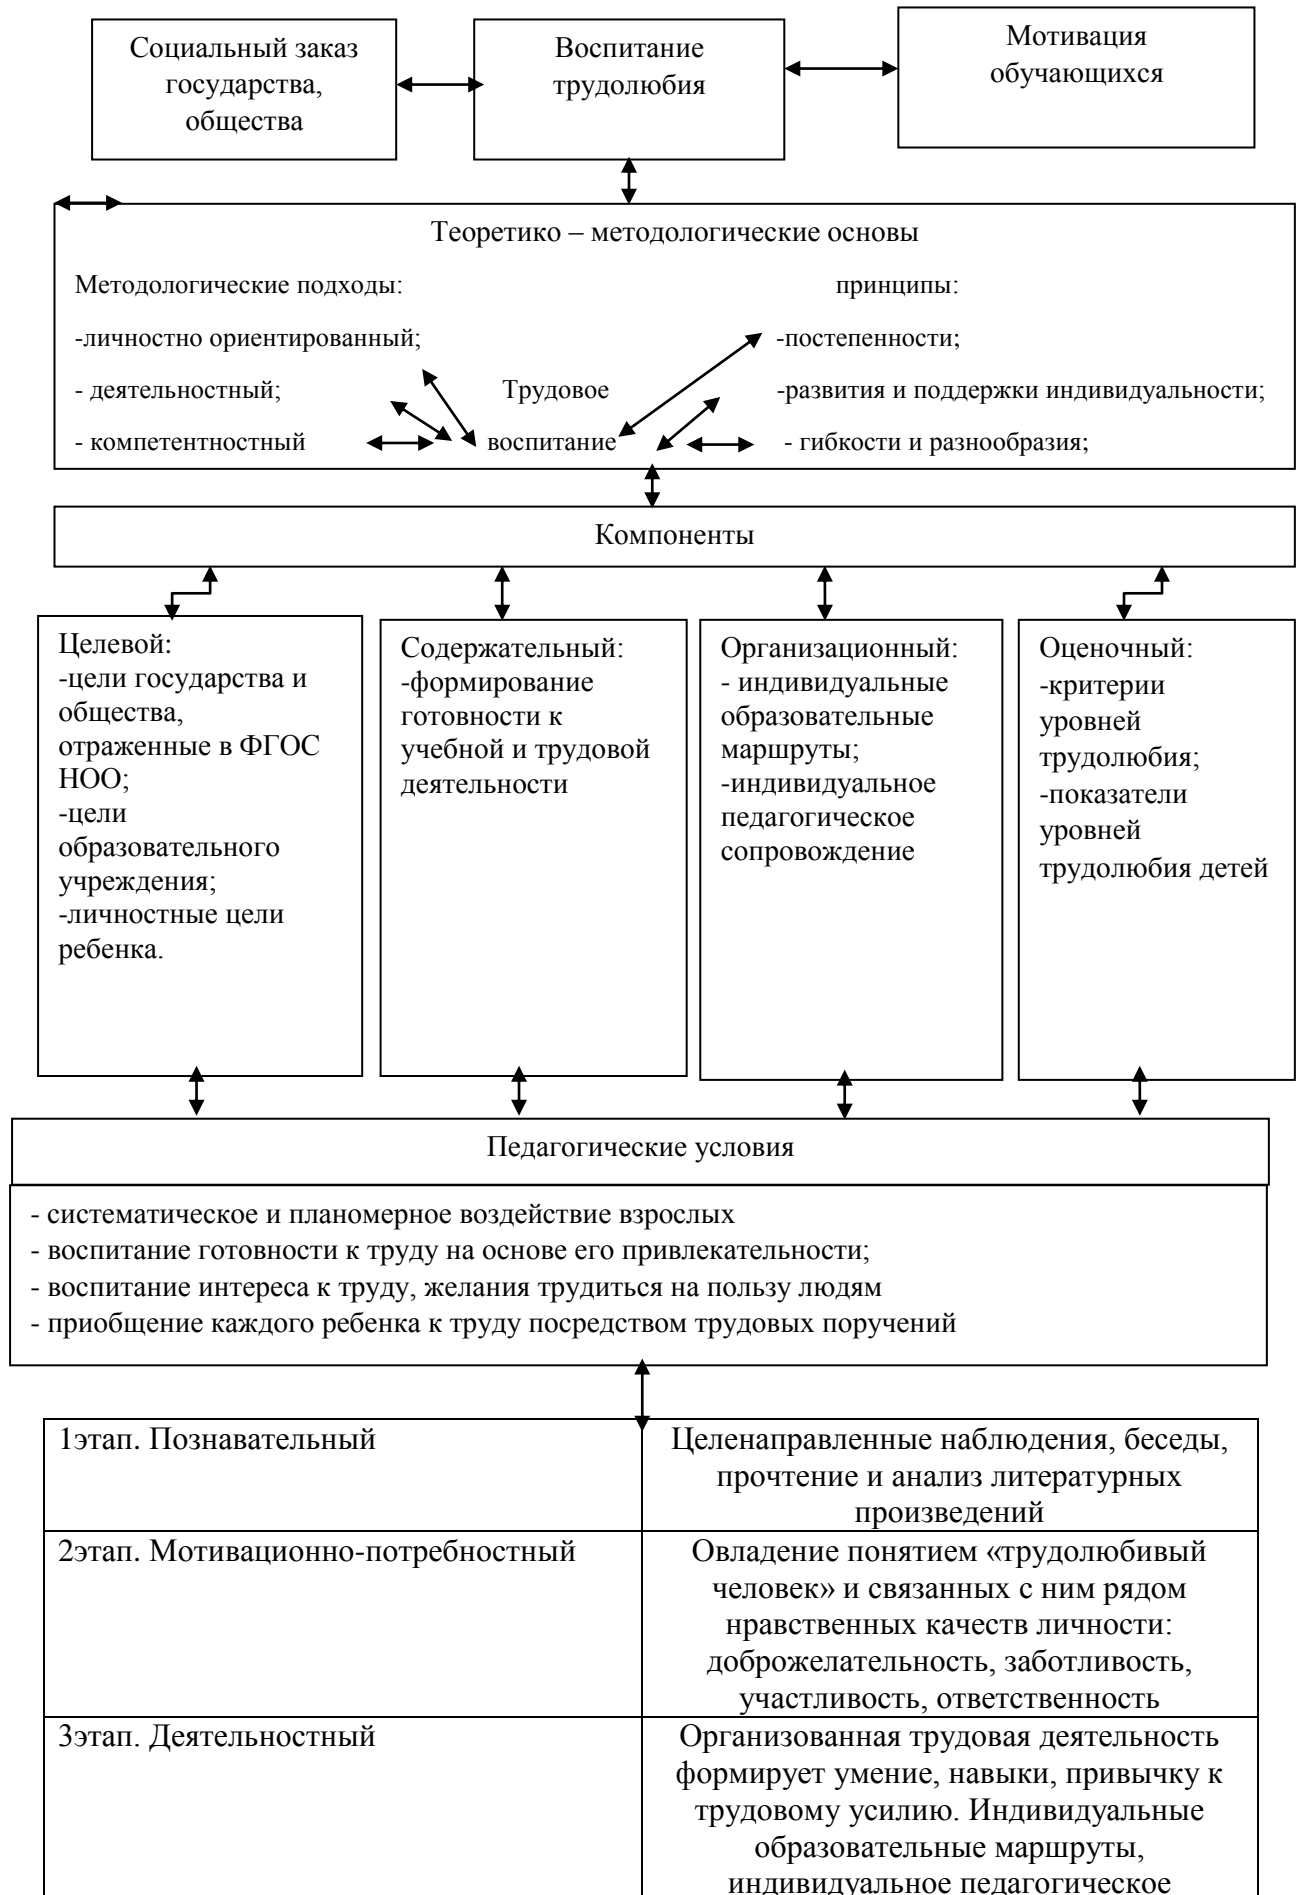 Социальный заказ
государства,
общества
Воспитание
трудолюбия
Мотивация
обучающихся
Теоретико – методологические основы
Методологические подходы:
принципы:
-личностно ориентированный;
-постепенности;
- деятельностный;
Трудовое
-развития и поддержки индивидуальности;
- компетентностный
воспитание
- гибкости и разнообразия;
Компоненты
Целевой:
-цели государства и
общества,
отраженные в ФГОС
НОО;
-цели
образовательного
учреждения;
-личностные цели
ребенка.
Содержательный:
-формирование
готовности к
учебной и трудовой
деятельности
Организационный:
- индивидуальные
образовательные
маршруты;
-индивидуальное
педагогическое
сопровождение
Оценочный:
-критерии
уровней
трудолюбия;
-показатели
уровней
трудолюбия детей
Педагогические условия
- систематическое и планомерное воздействие взрослых
- воспитание готовности к труду на основе его привлекательности;
- воспитание интереса к труду, желания трудиться на пользу людям
- приобщение каждого ребенка к труду посредством трудовых поручений
1этап. Познавательный
Целенаправленные наблюдения, беседы,
прочтение и анализ литературных
произведений
2этап. Мотивационно-потребностный
Овладение понятием «трудолюбивый
человек» и связанных с ним рядом
нравственных качеств личности:
доброжелательность, заботливость,
участливость, ответственность
3этап. Деятельностный
Организованная трудовая деятельность
формирует умение, навыки, привычку к
трудовому усилию. Индивидуальные
образовательные маршруты,
индивидуальное педагогическое